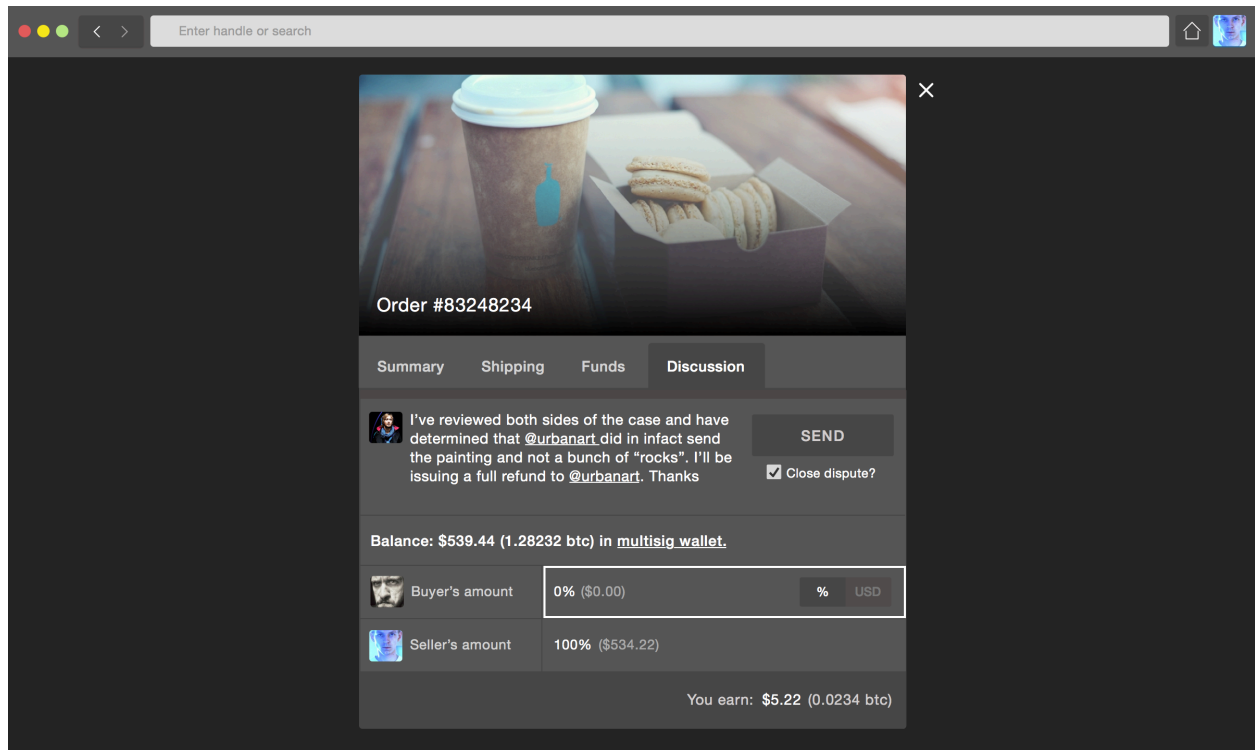 Enter handle or search
Order #83248234
Summary Shipping Funds Discussion
I’ve reviewed both sides of the case and have
determined that @urbanart did in infact send
the painting and not a bunch of “rocks”. I’ll be
issuing a full refund to @urbanart. Thanks
SEND
Close dispute?
Balance: $539.44 (1.28232 btc) in multisig wallet.
Buyer’s amount 0% ($0.00) % USD
Seller’s amount 100% ($534.22)
You earn: $5.22 (0.0234 btc)